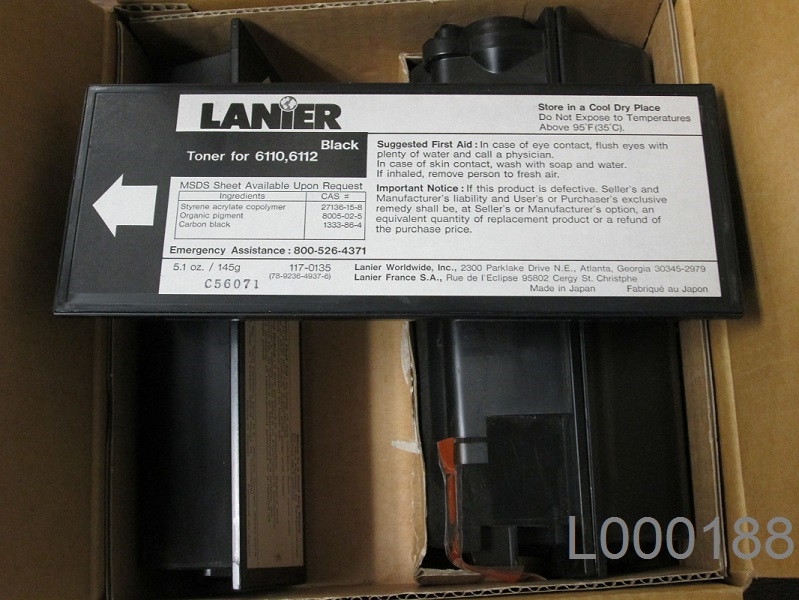 LANIER
Black
Toner for 6110,6112
MSDS Sheet Available Upon Request
Ingredients CAS #
Styrene acrylate copolymer 27136-15-8
Organic pigment 8005-02-5
Carbon black 1333-86-4
Emergency Assistance : 800-526-4371
Store in a Cool Dry Place
Do Not Expose to Temperatures
Above 95°F(35°C).
Suggested First Aid : In case of eye contact, flush eyes with
plenty of water and call a physician.
In case of skin contact, wash with soap and water.
If inhaled, remove person to fresh air.
Important Notice : If this product is defective. Seller's and
Manufacturer's liability and User's or Purchaser's exclusive
remedy shall be, at Seller's or Manufacturer's option, an
equivalent quantity of replacement product or a refund of
the purchase price.
5.1 oz. / 145g 117-0135
(78-9236-4937-6)
C56071
Lanier Worldwide, Inc., 2300 Parklake Drive N.E., Atlanta, Georgia 30345-2979
Lanier France S.A., Rue de l'Eclipse 95802 Cergy St. Christphe
Made in Japan Fabriqué au Japon
L000188